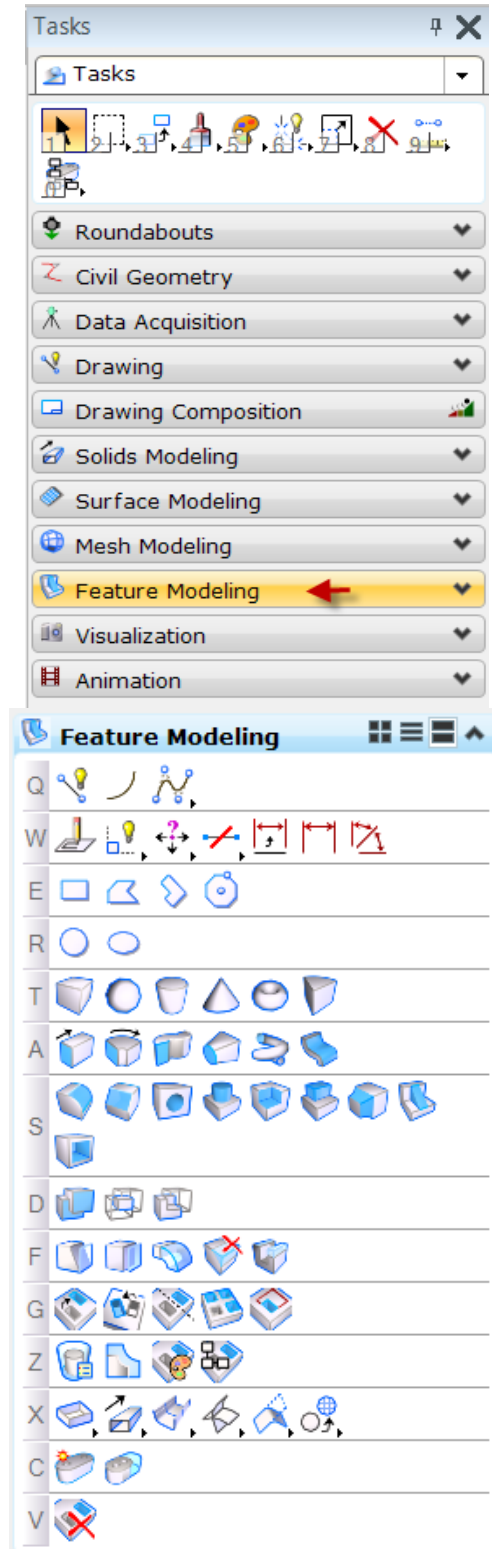 Tasks
Tasks
1 2 3 4 5 6 7 8 9
0
Roundabouts
Civil Geometry
Data Acquisition
Drawing
Drawing Composition
Solids Modeling
Surface Modeling
Mesh Modeling
Feature Modeling
Visualization
Animation
Feature Modeling
Q
W
E
R
T
A
S
D
F
G
Z
X
C
V